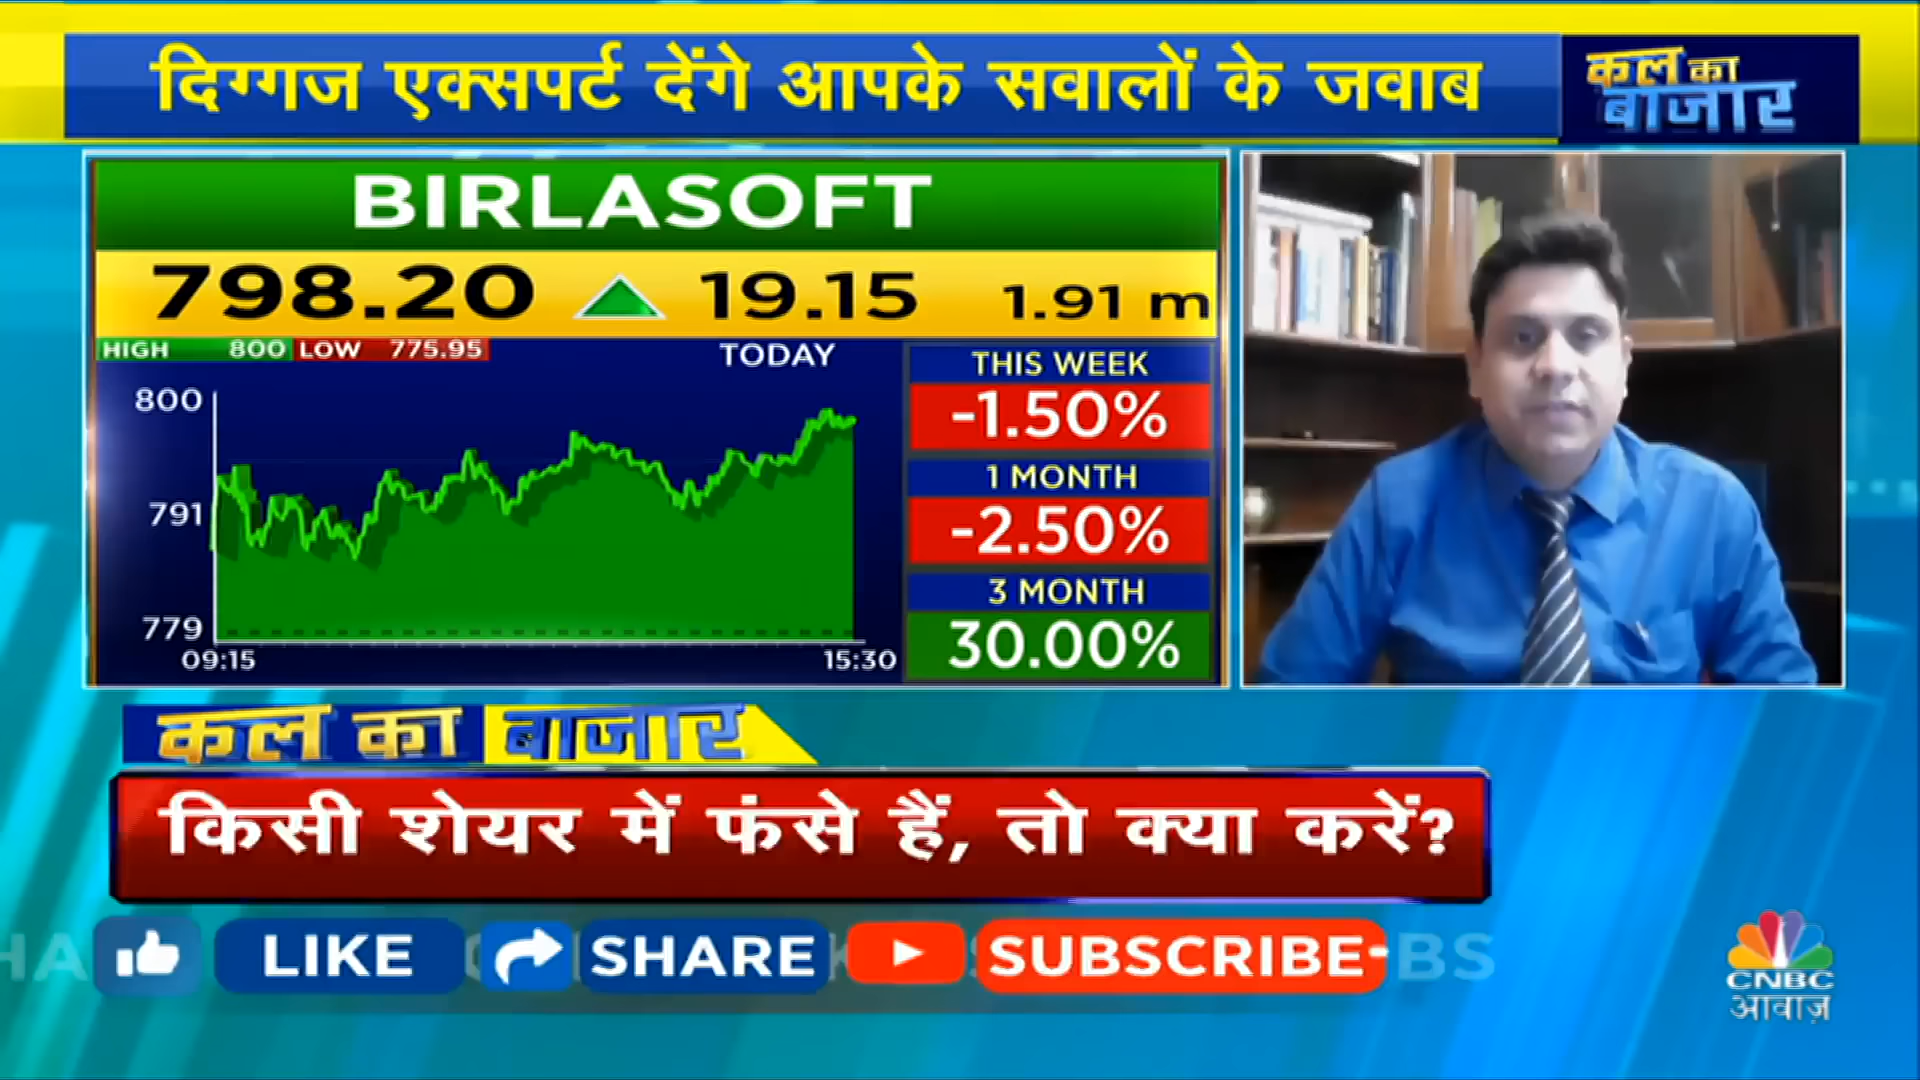 दिग्गज एक्सपर्ट देंगे आपके सवालों के जवाब
कल का
बाजार
BIRLASOFT
798.20 19.15 1.91 m
HIGH 800 LOW 775.95
TODAY
800
791
779
09:15 15:30
THIS WEEK
-1.50%
1 MONTH
-2.50%
3 MONTH
30.00%
कल का बाजार
किसी शेयर में फंसे हैं, तो क्या करें?
LIKE SHARE SUBSCRIBE
CNBC
आवाज़